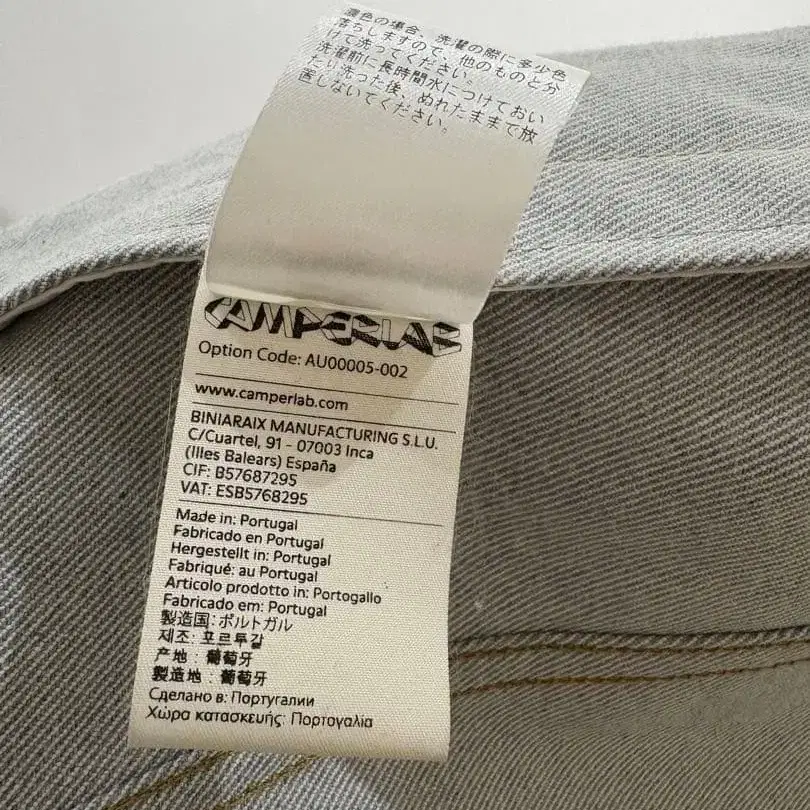 濃色の場合、洗濯の際に多少色
落ちしますので、他のものと分
けて洗ってください。
洗濯前に長時間水につけておい
たり洗った後、ぬれたままで放
置しないでください。
CAMPERLAB
Option Code: AU00005-002
www.camperlab.com
BINIARAIX MANUFACTURING S.L.U.
C/Cuartel, 91 - 07003 Inca
(Illes Balears) España
CIF: B57687295
VAT: ESB5768295
Made in: Portugal
Fabricado en Portugal
Hergestellt in: Portugal
Fabriqué: au Portugal
Articolo prodotto in: Portogallo
Fabricado em: Portugal
製造国: ポルトガル
제조: 포르투갈
产地 : 葡萄牙
製造地 : 葡萄牙
Сделано в: Португалии
Χώρα κατασκευής: Πορτογαλία